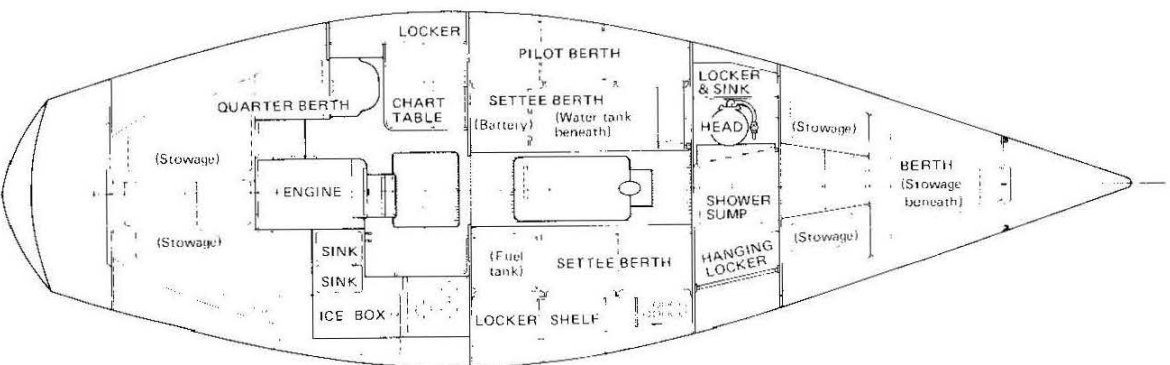 LOCKER
PILOT BERTH
LOCKER
& SINK
QUARTER BERTH
CHART
TABLE
SETTEE BERTH
(Battery)
(Water tank
beneath)
HEAD
(Stowage)
(Stowage)
BERTH
(Stowage
beneath)
ENGINE
SHOWER
SUMP
(Stowage)
SINK
(Fuel
tank)
SETTEE BERTH
HANGING
LOCKER
(Stowage)
SINK
ICE BOX
LOCKER SHELF